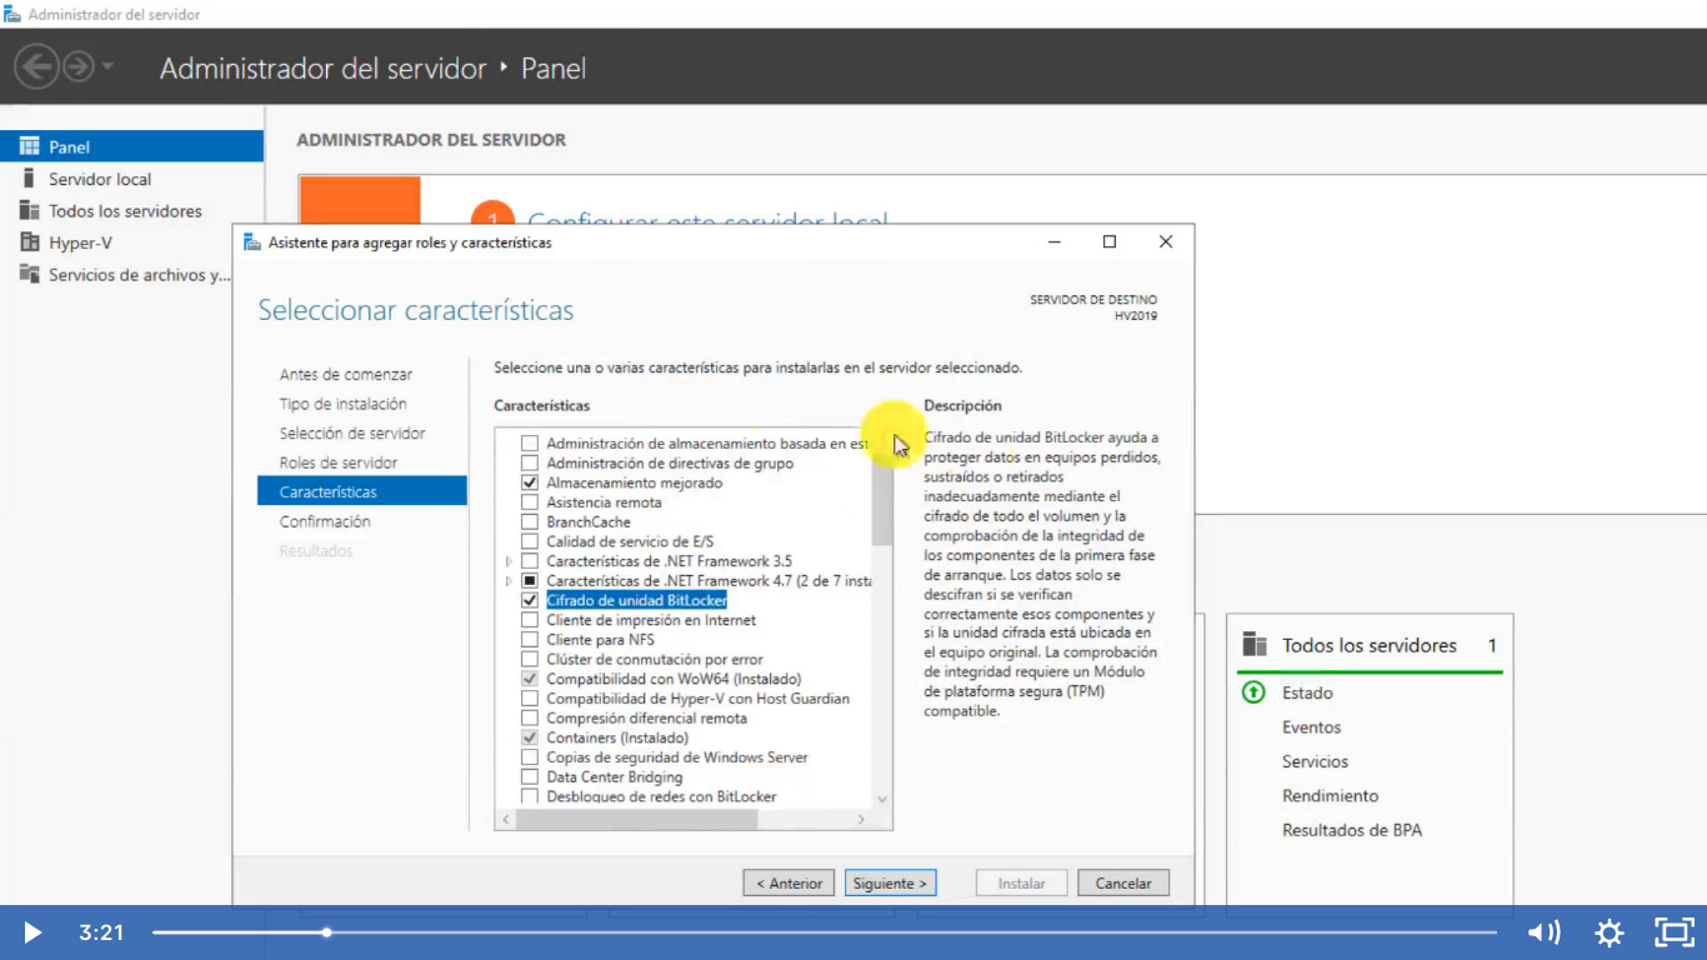 Administrador del servidor
Administrador del servidor ‣ Panel
Panel
Servidor local
Todos los servidores
Hyper-V
Servicios de archivos y...
ADMINISTRADOR DEL SERVIDOR
1 Configurar este servidor local
Asistente para agregar roles y características
Seleccionar características
SERVIDOR DE DESTINO
HV2019
Antes de comenzar
Tipo de instalación
Selección de servidor
Roles de servidor
Características
Confirmación
Resultados
Seleccione una o varias características para instalarlas en el servidor seleccionado.
Características
Administración de almacenamiento basada en est
Administración de directivas de grupo
Almacenamiento mejorado
Asistencia remota
BranchCache
Calidad de servicio de E/S
Características de .NET Framework 3.5
Características de .NET Framework 4.7 (2 de 7 insta
Cifrado de unidad BitLocker
Cliente de impresión en Internet
Cliente para NFS
Clúster de conmutación por error
Compatibilidad con WoW64 (Instalado)
Compatibilidad de Hyper-V con Host Guardian
Compresión diferencial remota
Containers (Instalado)
Copias de seguridad de Windows Server
Data Center Bridging
Desbloqueo de redes con BitLocker
Descripción
Cifrado de unidad BitLocker ayuda a
proteger datos en equipos perdidos,
sustraídos o retirados
inadecuadamente mediante el
cifrado de todo el volumen y la
comprobación de la integridad de
los componentes de la primera fase
de arranque. Los datos solo se
descifran si se verifican
correctamente esos componentes y
si la unidad cifrada está ubicada en
el equipo original. La comprobación
de integridad requiere un Módulo
de plataforma segura (TPM)
compatible.
< Anterior
Siguiente >
Instalar
Cancelar
Todos los servidores 1
Estado
Eventos
Servicios
Rendimiento
Resultados de BPA
3:21